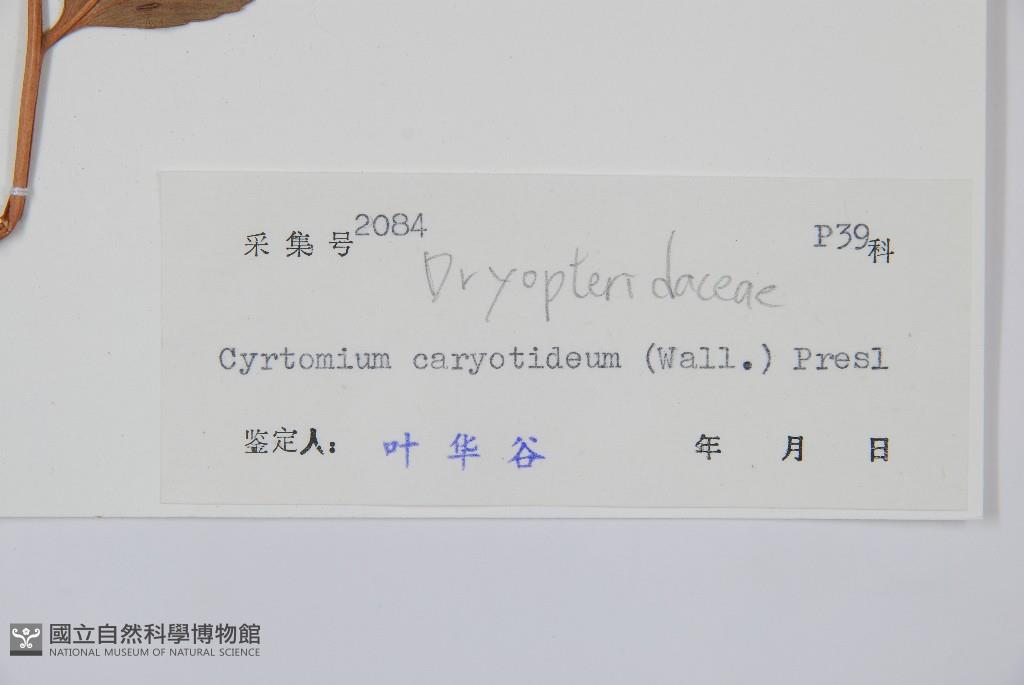 采集号2084 P39科
Dryopteridaceae
Cyrtomium caryotideum (Wall.) Presl
鉴定人: 叶华谷 年 月 日
國立自然科學博物館
NATIONAL MUSEUM OF NATURAL SCIENCE